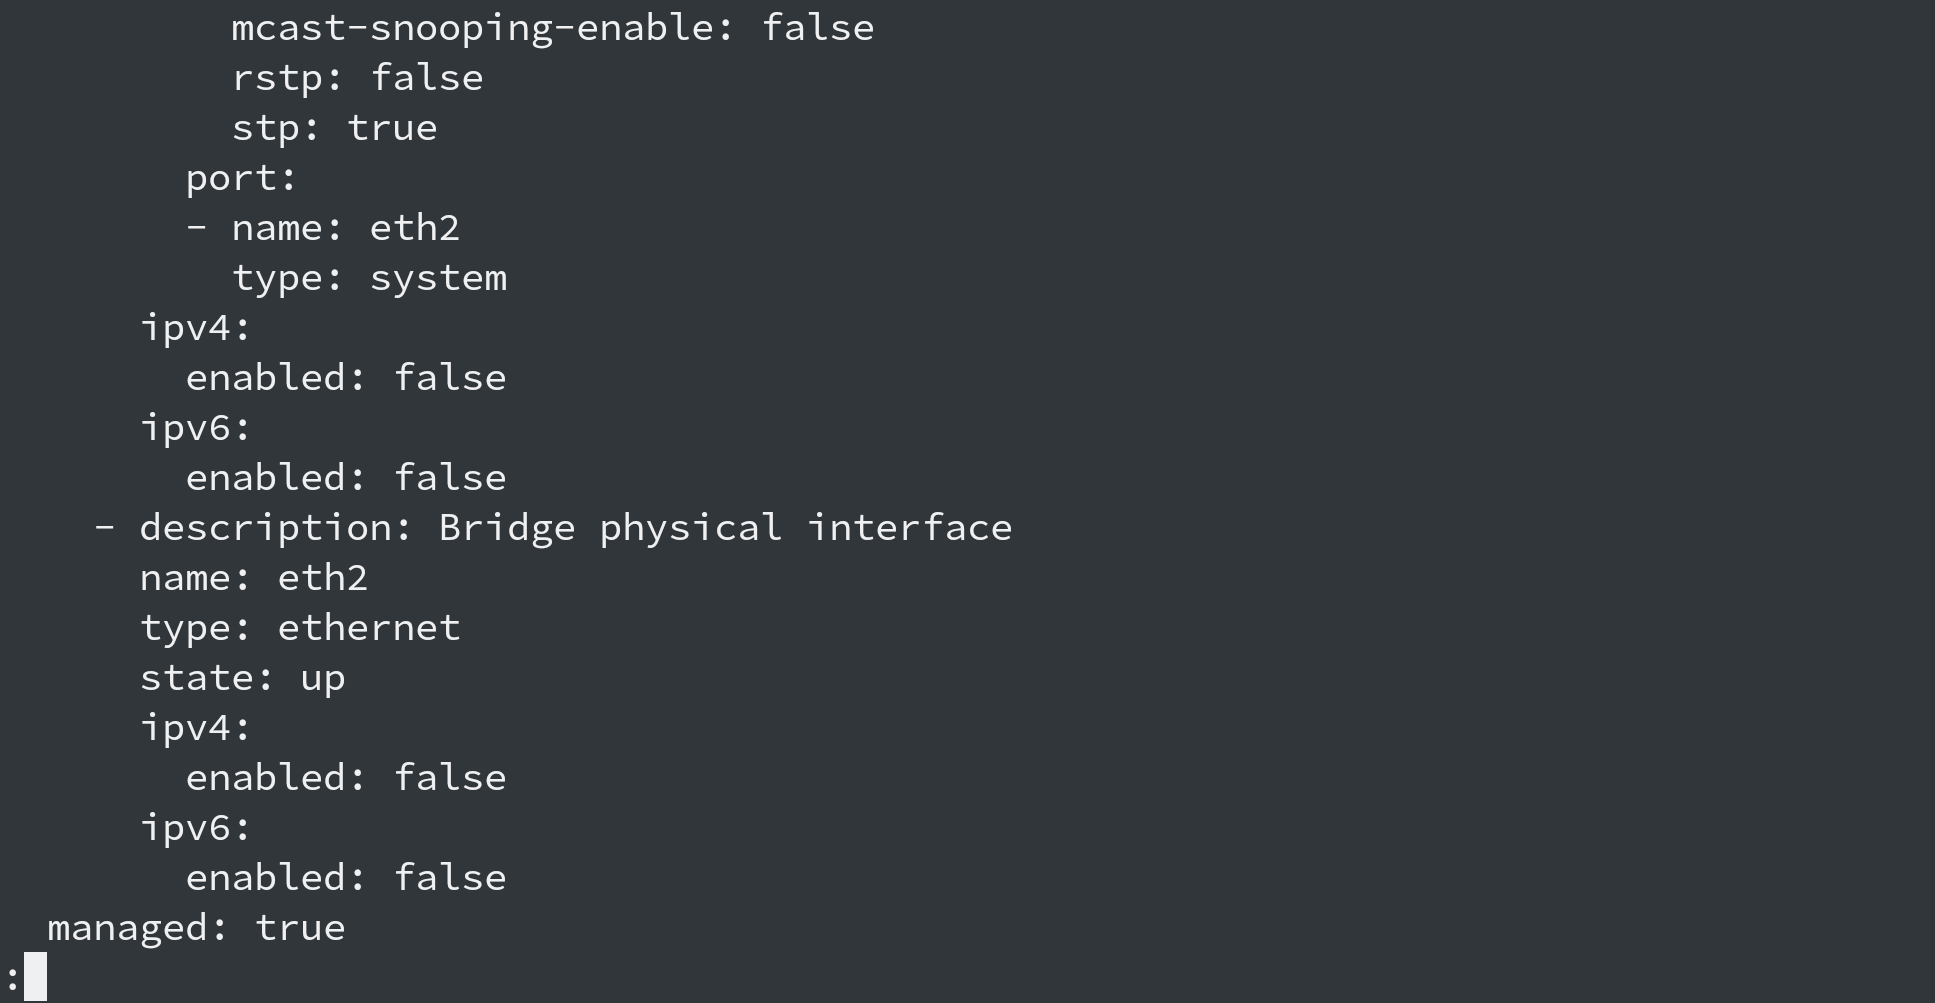 mcast-snooping-enable: false
          rstp: false
          stp: true
        port:
        - name: eth2
          type: system
      ipv4:
        enabled: false
      ipv6:
        enabled: false
    - description: Bridge physical interface
      name: eth2
      type: ethernet
      state: up
      ipv4:
        enabled: false
      ipv6:
        enabled: false
  managed: true
: